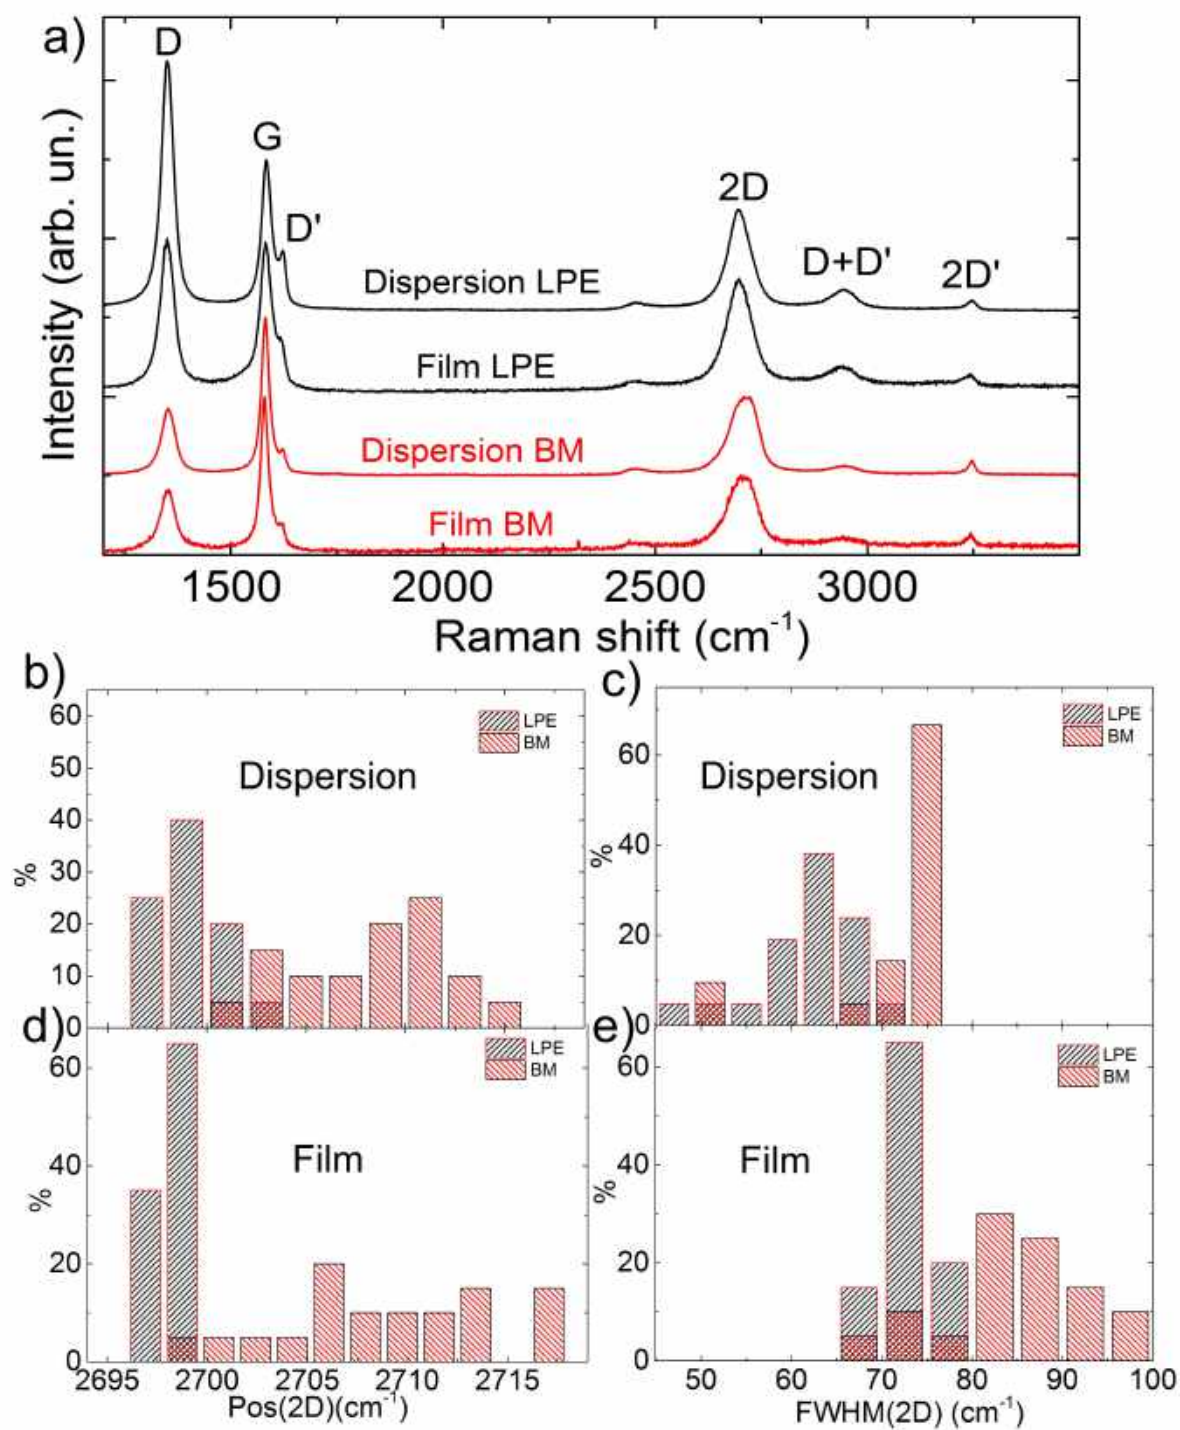 a)
D
G
D'
2D
D+D'
2D'
Dispersion LPE
Film LPE
Dispersion BM
Film BM
Intensity (arb. un.)
1500 2000 2500 3000
Raman shift (cm-1)
b)
60
50
40
30
20
10
0
%
LPE
BM
Dispersion
c)
60
40
20
0
%
LPE
BM
Dispersion
d)
60
40
20
0
%
LPE
BM
Film
2695 2700 2705 2710 2715
Pos(2D)(cm-1)
e)
60
40
20
0
%
LPE
BM
Film
50 60 70 80 90 100
FWHM(2D) (cm-1)